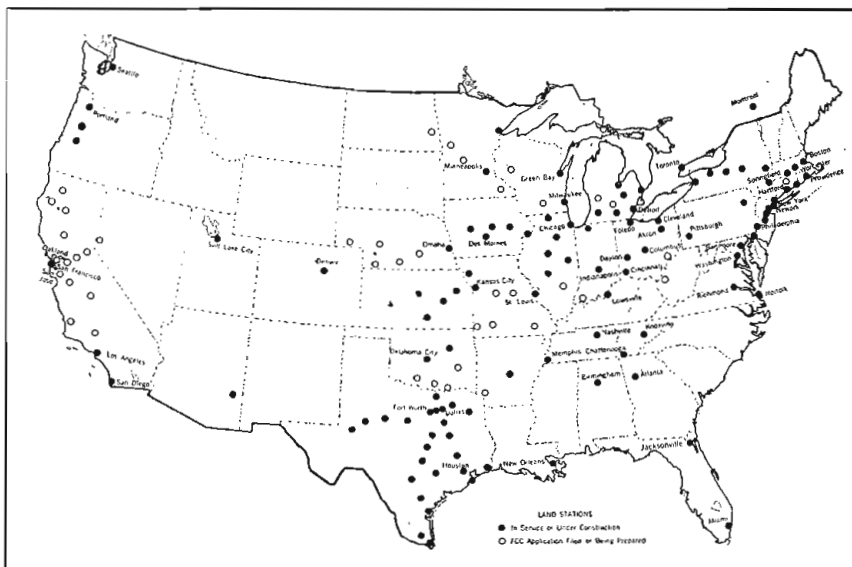 Seattle
Portland
Montreal
Minneapolis
Green Bay
Toronto
Boston
Worcester
Springfield
Hartford
Providence
Milwaukee
Detroit
New York
Newark
Chicago
Toledo
Cleveland
Akron
Pittsburgh
Philadelphia
Salt Lake City
Omaha
Des Moines
Denver
Oakland
San Francisco
San
Jose
Dayton
Columbus
Baltimore
Washington
Indianapolis
Cincinnati
Kansas City
St. Louis
Louisville
Richmond
Norfolk
Nashville
Knoxville
Los Angeles
San Diego
Oklahoma City
Memphis
Chattanooga
Birmingham
Atlanta
Fort Worth
Dallas
Houston
New Orleans
Jacksonville
Miami
LAND STATIONS
In Service or Under Construction
FCC Application Filed or Being Prepared